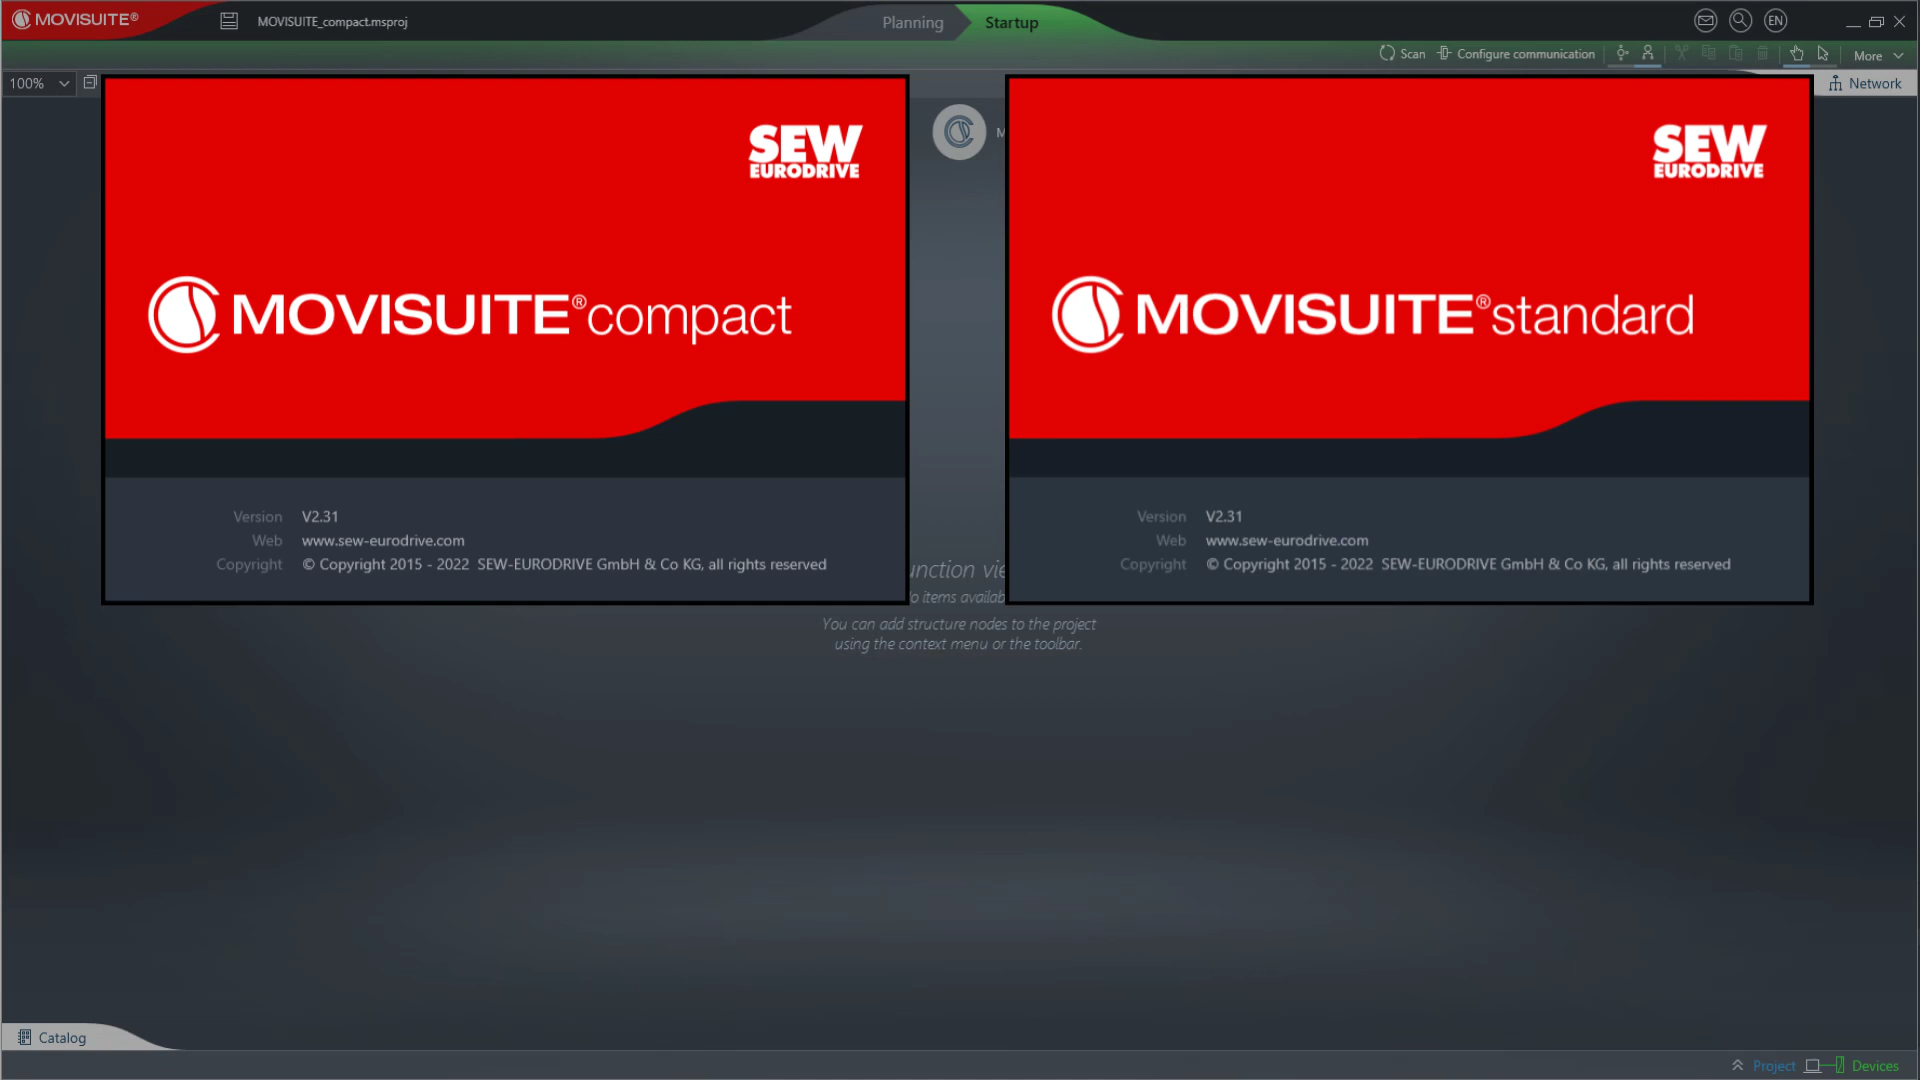 MOVISUITE®
MOVISUITE_compact.msproj
Planning
Startup
EN
Scan
Configure communication
More
100%
Network
SEW
EURODRIVE
MOVISUITE®compact
Version V2.31
Web www.sew-eurodrive.com
Copyright © Copyright 2015 - 2022 SEW-EURODRIVE GmbH & Co KG, all rights reserved
M
SEW
EURODRIVE
MOVISUITE®standard
Version V2.31
Web www.sew-eurodrive.com
Copyright © Copyright 2015 - 2022 SEW-EURODRIVE GmbH & Co KG, all rights reserved
unction vie
o items availab
You can add structure nodes to the project
using the context menu or the toolbar.
Catalog
Project
Devices